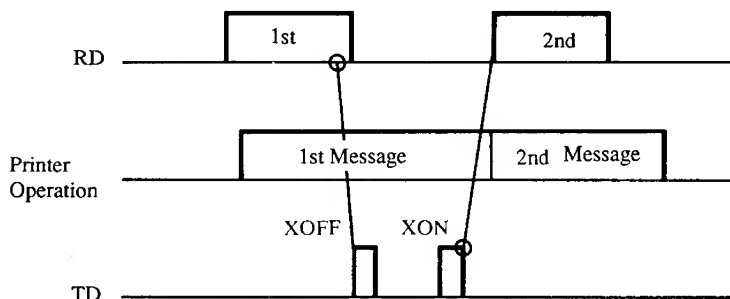 1st
2nd
RD
1st Message
2nd Message
Printer
Operation
XOFF
XON
TD